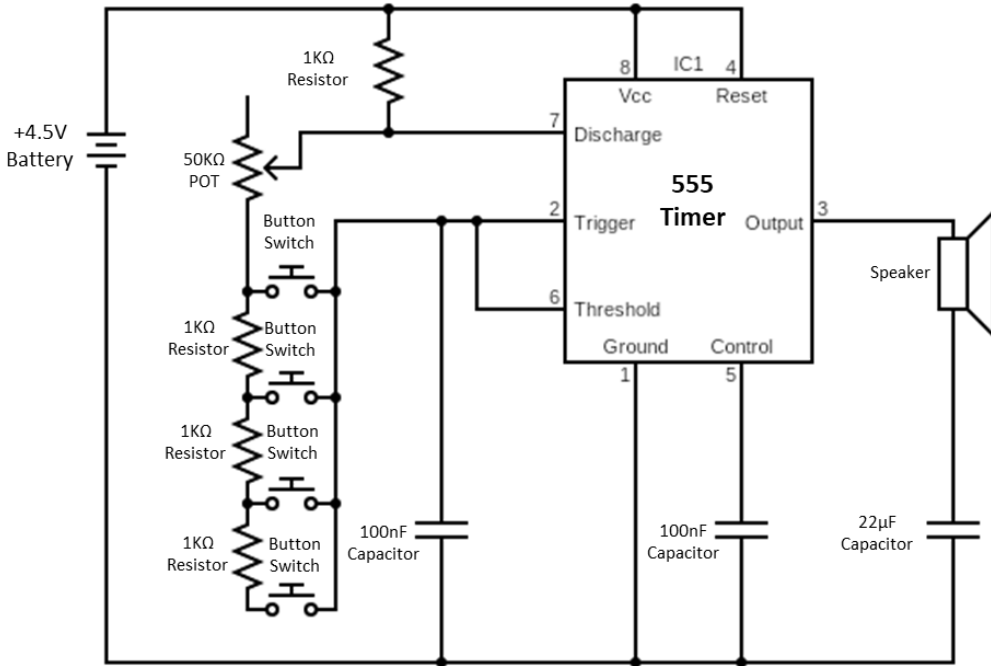 1KΩ
Resistor
8
IC1
4
Vcc
Reset
+4.5V
Battery
7
Discharge
50KΩ
POT
555
Timer
Button
Switch
2
Trigger
Output
3
Speaker
6
Threshold
1KΩ
Resistor
Button
Switch
Ground
Control
1
5
1KΩ
Resistor
Button
Switch
100nF
Capacitor
100nF
Capacitor
22µF
Capacitor
1KΩ
Resistor
Button
Switch